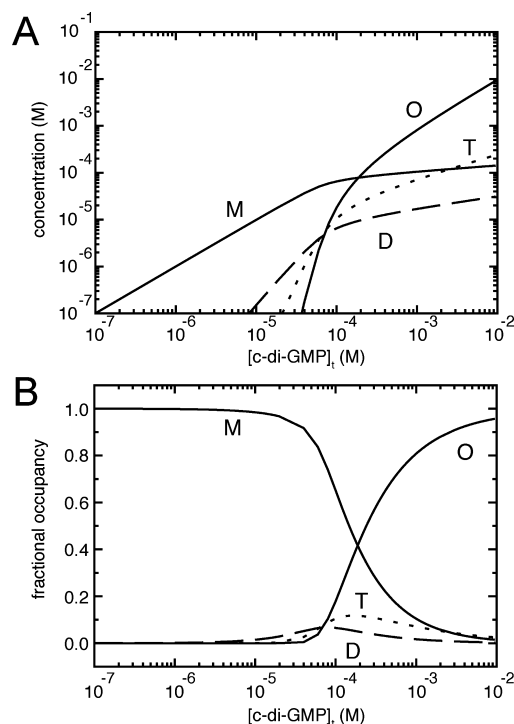 A
10⁻¹
10⁻²
10⁻³
10⁻⁴
10⁻⁵
10⁻⁶
10⁻⁷
concentration (M)
O
T
M
D
10⁻⁷ 10⁻⁶ 10⁻⁵ 10⁻⁴ 10⁻³ 10⁻²
[c-di-GMP]ₜ (M)
B
1.0
0.8
0.6
0.4
0.2
0.0
fractional occupancy
M
O
T
D
10⁻⁷ 10⁻⁶ 10⁻⁵ 10⁻⁴ 10⁻³ 10⁻²
[c-di-GMP]ₜ (M)